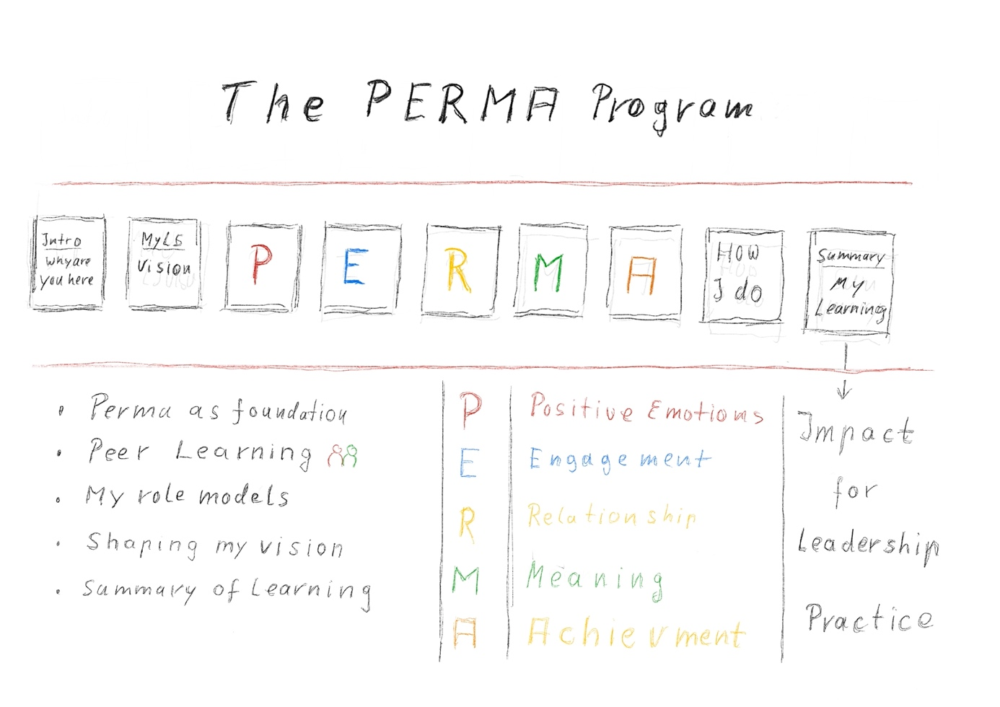 The PERMA Program
Intro
Why are
you here
MyLS
Vision
P
E
R
M
A
How
I do
Summary
My
Learning
• Perma as foundation
• Peer Learning
• My role models
• Shaping my vision
• Summary of Learning
P Positive Emotions
E Engagement
R Relationship
M Meaning
A Achievment
Impact
for
Leadership
Practice